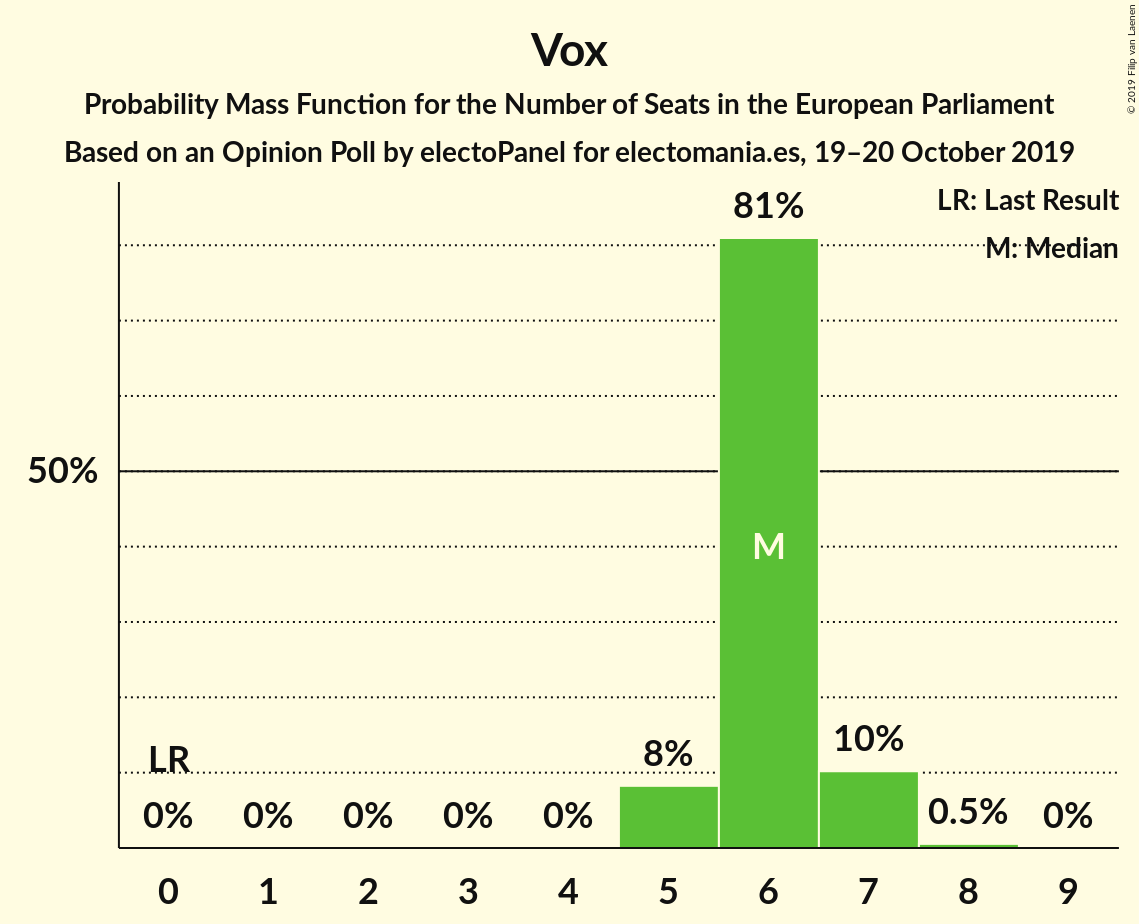 Vox
Probability Mass Function for the Number of Seats in the European Parliament
Based on an Opinion Poll by electoPanel for electomania.es, 19–20 October 2019
© 2019 Filip van Laenen
LR: Last Result
M: Median
81%
50%
M
LR
8%
10%
0% 0% 0% 0% 0% 0.5% 0%
0 1 2 3 4 5 6 7 8 9